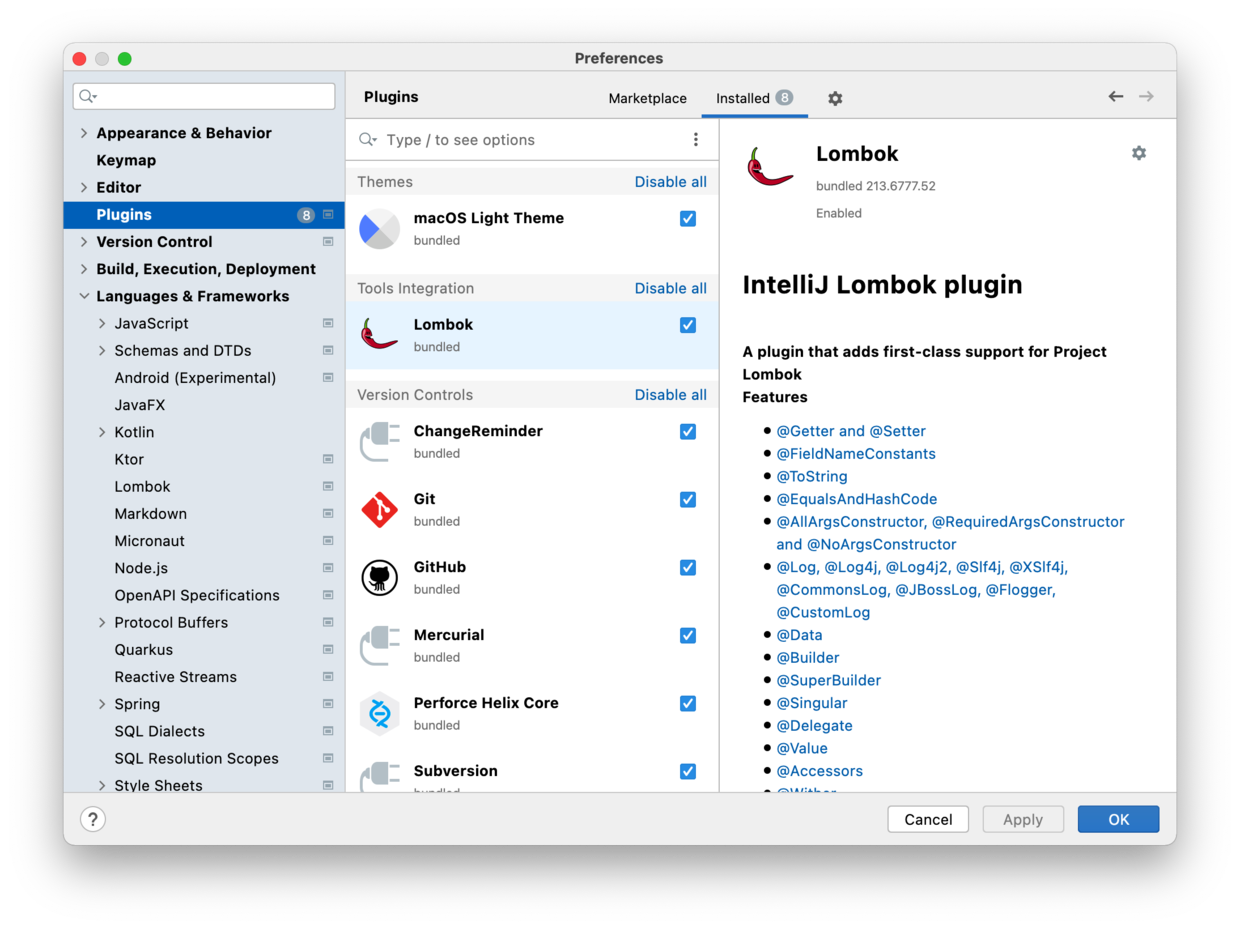 Preferences
Appearance & Behavior
Keymap
Editor
Plugins 8
Version Control
Build, Execution, Deployment
Languages & Frameworks
JavaScript
Schemas and DTDs
Android (Experimental)
JavaFX
Kotlin
Ktor
Lombok
Markdown
Micronaut
Node.js
OpenAPI Specifications
Protocol Buffers
Quarkus
Reactive Streams
Spring
SQL Dialects
SQL Resolution Scopes
Style Sheets
Plugins
Marketplace
Installed 8
Type / to see options
Themes Disable all
macOS Light Theme
bundled
Tools Integration Disable all
Lombok
bundled
Version Controls Disable all
ChangeReminder
bundled
Git
bundled
GitHub
bundled
Mercurial
bundled
Perforce Helix Core
bundled
Subversion
bundled
Lombok
bundled 213.6777.52
Enabled
IntelliJ Lombok plugin
A plugin that adds first-class support for Project
Lombok
Features
@Getter and @Setter
@FieldNameConstants
@ToString
@EqualsAndHashCode
@AllArgsConstructor, @RequiredArgsConstructor
and @NoArgsConstructor
@Log, @Log4j, @Log4j2, @Slf4j, @XSlf4j,
@CommonsLog, @JBossLog, @Flogger,
@CustomLog
@Data
@Builder
@SuperBuilder
@Singular
@Delegate
@Value
@Accessors
@Wither
?
Cancel
Apply
OK